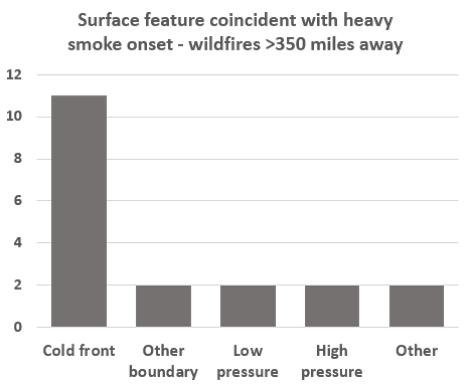 Surface feature coincident with heavy
smoke onset - wildfires >350 miles away
12
10
8
6
4
2
0
Cold front
Other
boundary
Low
pressure
High
pressure
Other